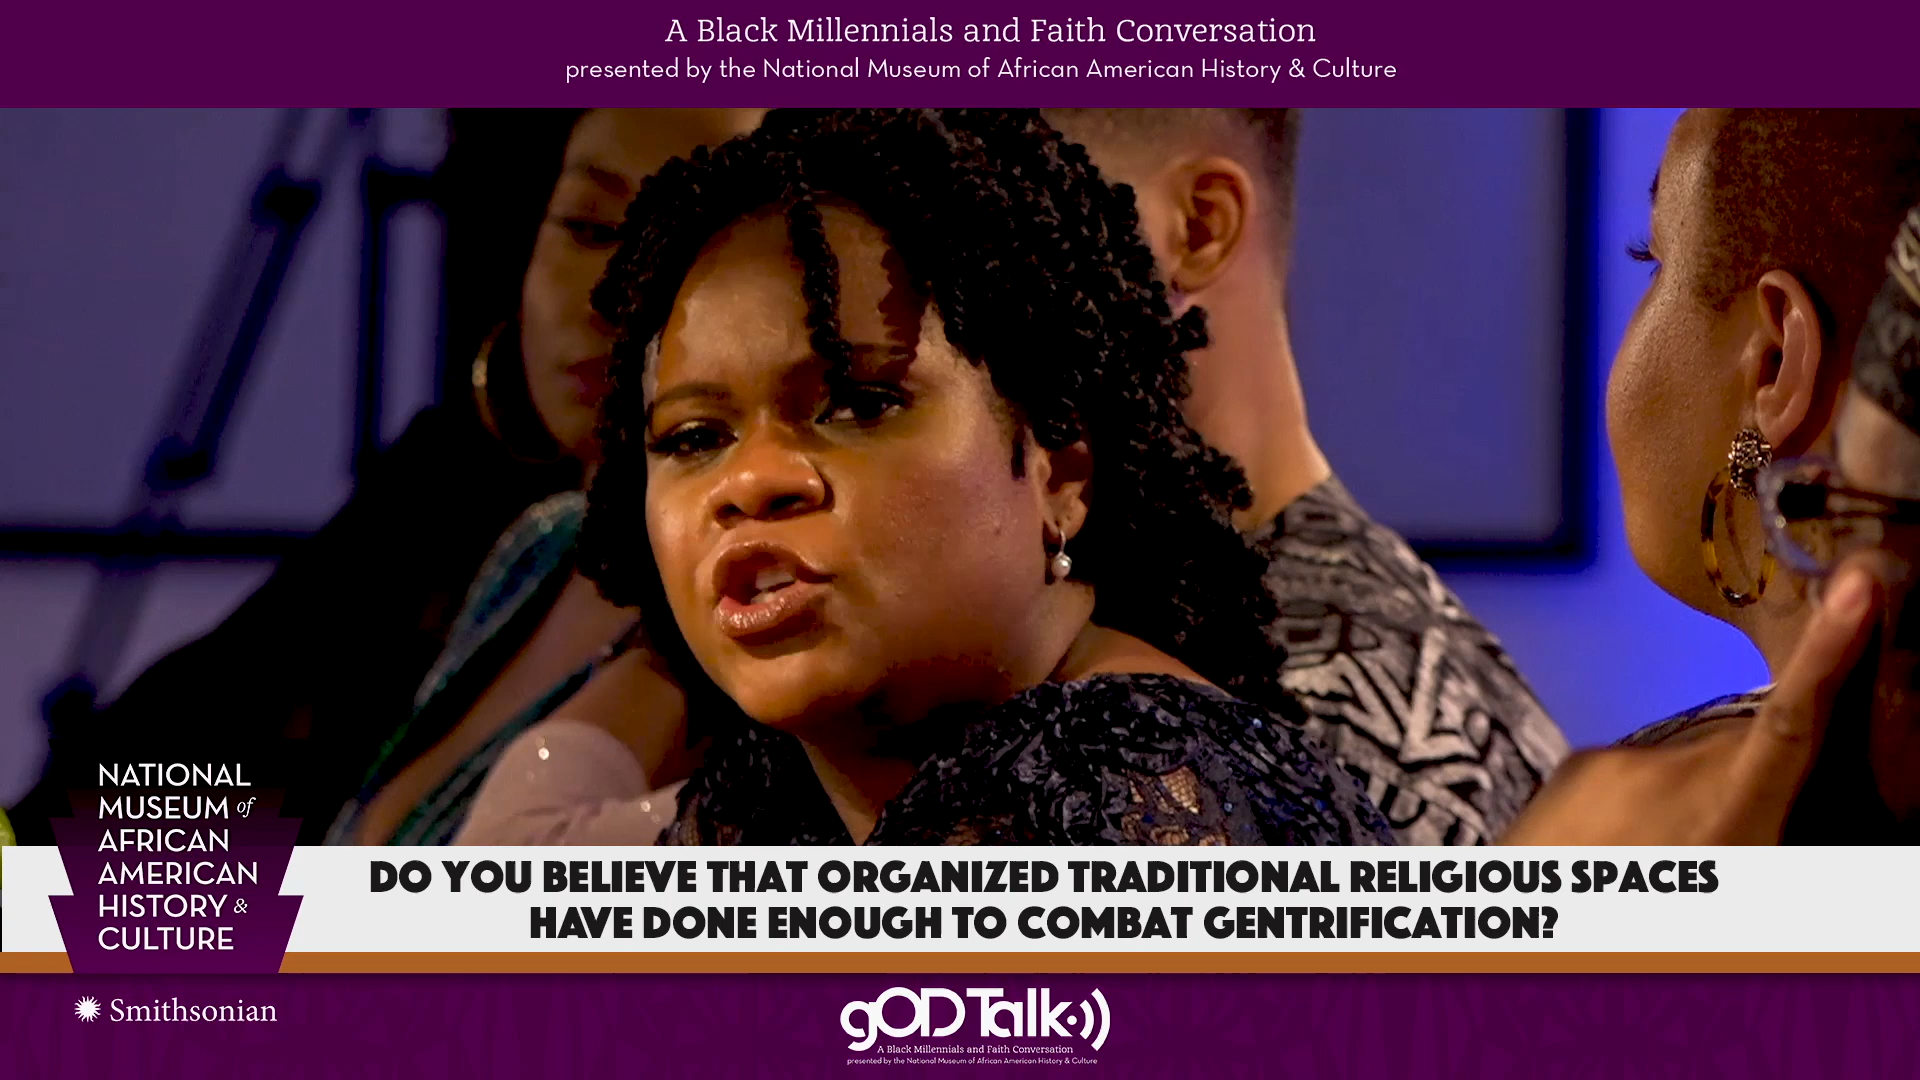 A Black Millennials and Faith Conversation
presented by the National Museum of African American History & Culture
NATIONAL
MUSEUM of
AFRICAN
AMERICAN
HISTORY &
CULTURE
DO YOU BELIEVE THAT ORGANIZED TRADITIONAL RELIGIOUS SPACES
HAVE DONE ENOUGH TO COMBAT GENTRIFICATION?
Smithsonian
gOD Talk
A Black Millennials and Faith Conversation
presented by the National Museum of African American History & Culture